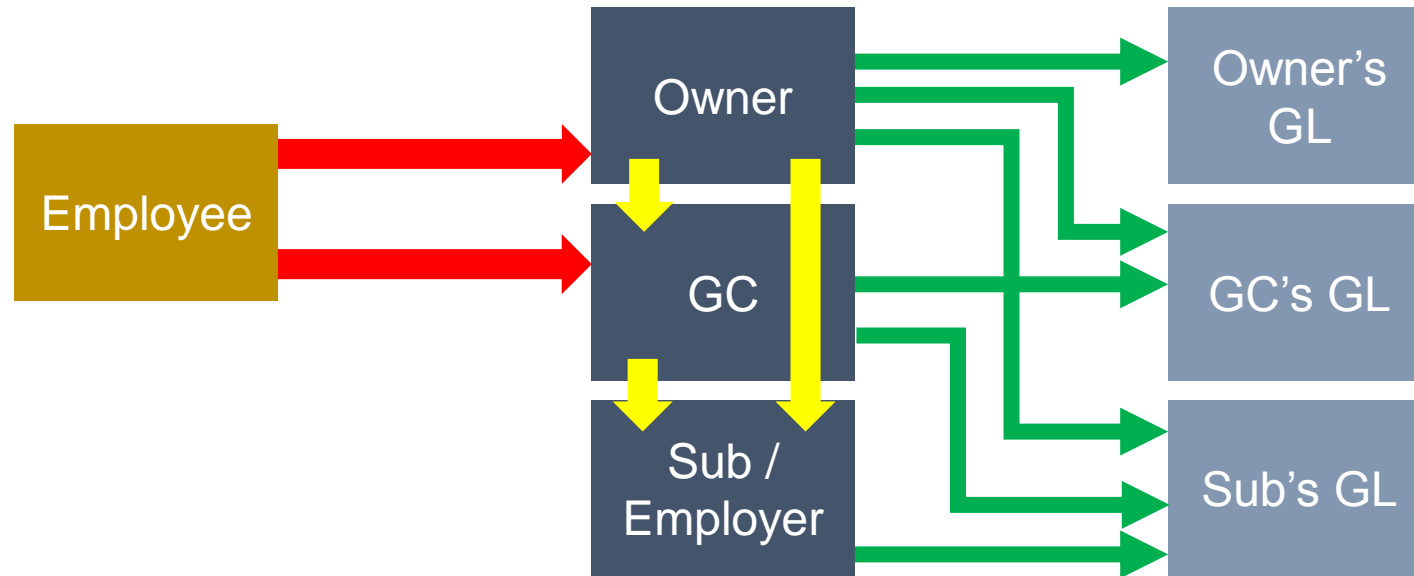 Employee
Owner
GC
Sub /
Employer
Owner’s
GL
GC’s GL
Sub’s GL